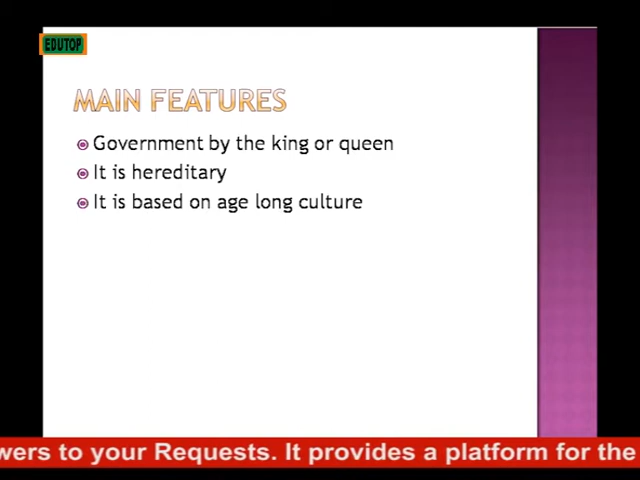 EDUTOP
MAIN FEATURES
Government by the king or queen
It is hereditary
It is based on age long culture
wers to your Requests. It provides a platform for the